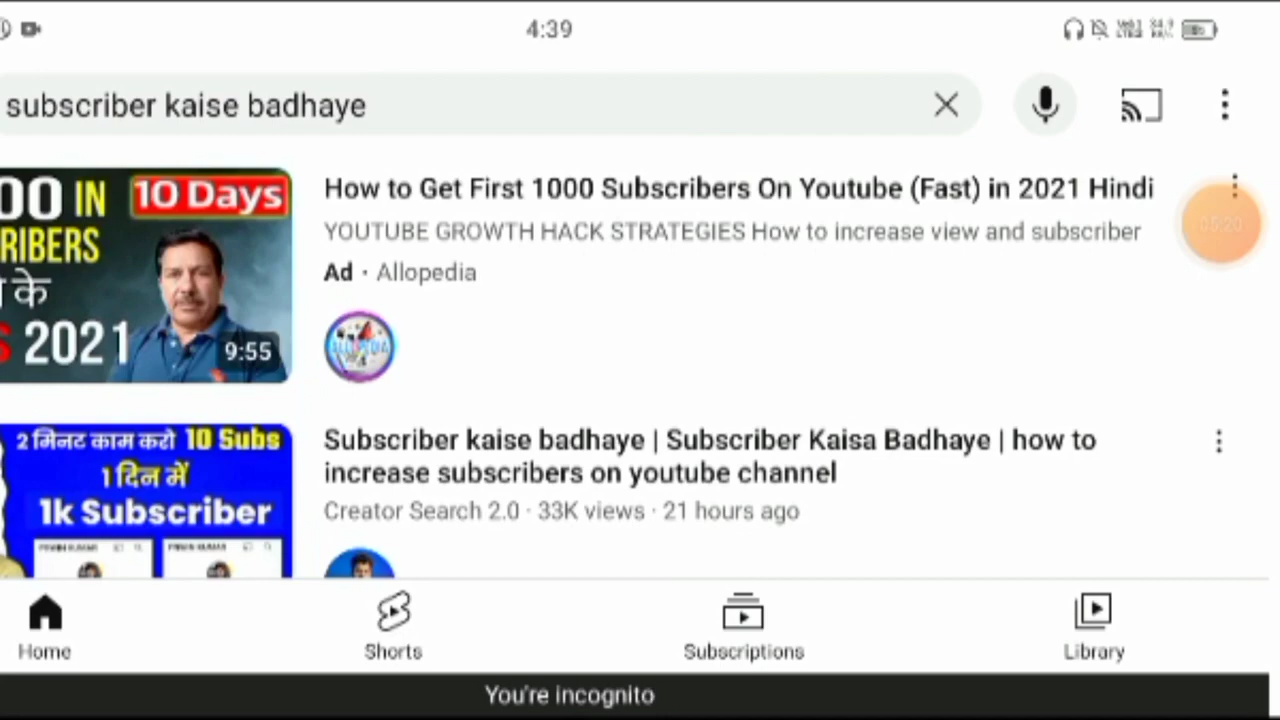 4:39
subscriber kaise badhaye
00 IN
10 Days
RIBERS
के
S 2021
9:55
How to Get First 1000 Subscribers On Youtube (Fast) in 2021 Hindi
YOUTUBE GROWTH HACK STRATEGIES How to increase view and subscriber
Ad · Allopedia
05:20
2 मिनट काम करो 10 Subs
1 दिन में
1k Subscriber
Subscriber kaise badhaye | Subscriber Kaisa Badhaye | how to
increase subscribers on youtube channel
Creator Search 2.0 · 33K views · 21 hours ago
Home
Shorts
Subscriptions
Library
You're incognito